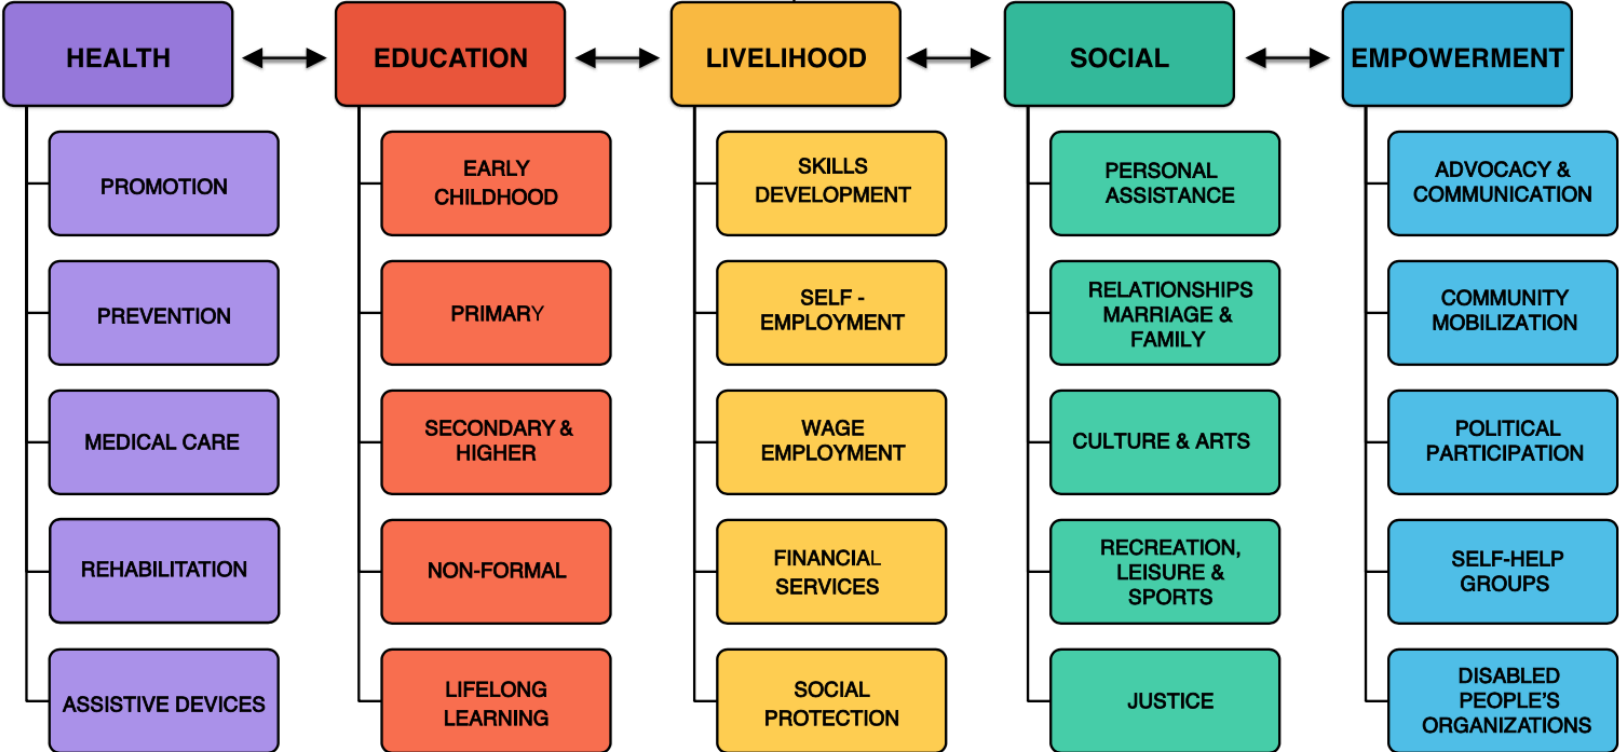 HEALTH
PROMOTION
PREVENTION
MEDICAL CARE
REHABILITATION
ASSISTIVE DEVICES
EDUCATION
EARLY
CHILDHOOD
PRIMARY
SECONDARY &
HIGHER
NON-FORMAL
LIFELONG
LEARNING
LIVELIHOOD
SKILLS
DEVELOPMENT
SELF -
EMPLOYMENT
WAGE
EMPLOYMENT
FINANCIAL
SERVICES
SOCIAL
PROTECTION
SOCIAL
PERSONAL
ASSISTANCE
RELATIONSHIPS
MARRIAGE &
FAMILY
CULTURE & ARTS
RECREATION,
LEISURE &
SPORTS
JUSTICE
EMPOWERMENT
ADVOCACY &
COMMUNICATION
COMMUNITY
MOBILIZATION
POLITICAL
PARTICIPATION
SELF-HELP
GROUPS
DISABLED
PEOPLE’S
ORGANIZATIONS